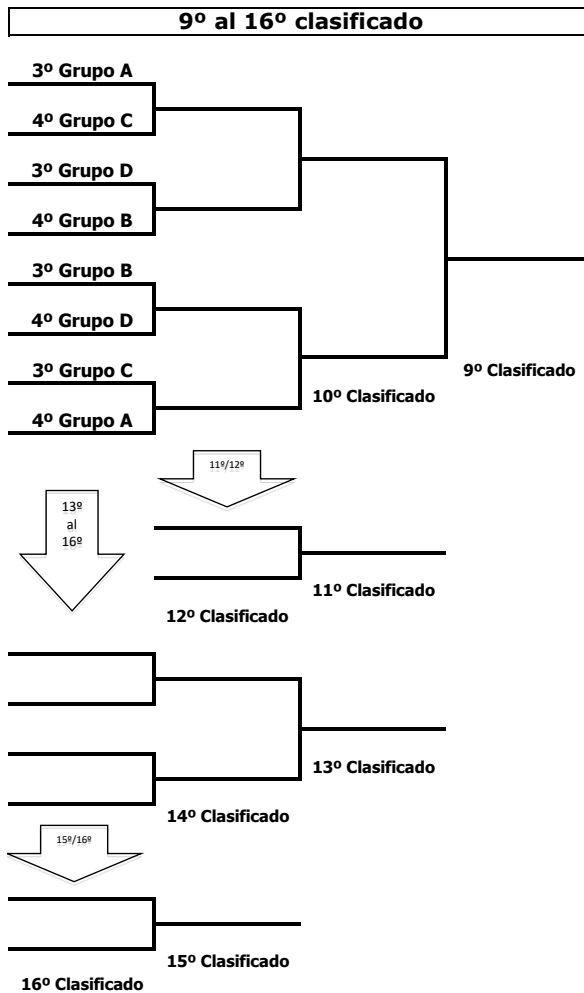 9º al 16º clasificado
3º Grupo A
4º Grupo C
3º Grupo D
4º Grupo B
3º Grupo B
4º Grupo D
3º Grupo C
4º Grupo A
9º Clasificado
10º Clasificado
11º/12º
13º
al
16º
11º Clasificado
12º Clasificado
13º Clasificado
14º Clasificado
15º/16º
15º Clasificado
16º Clasificado